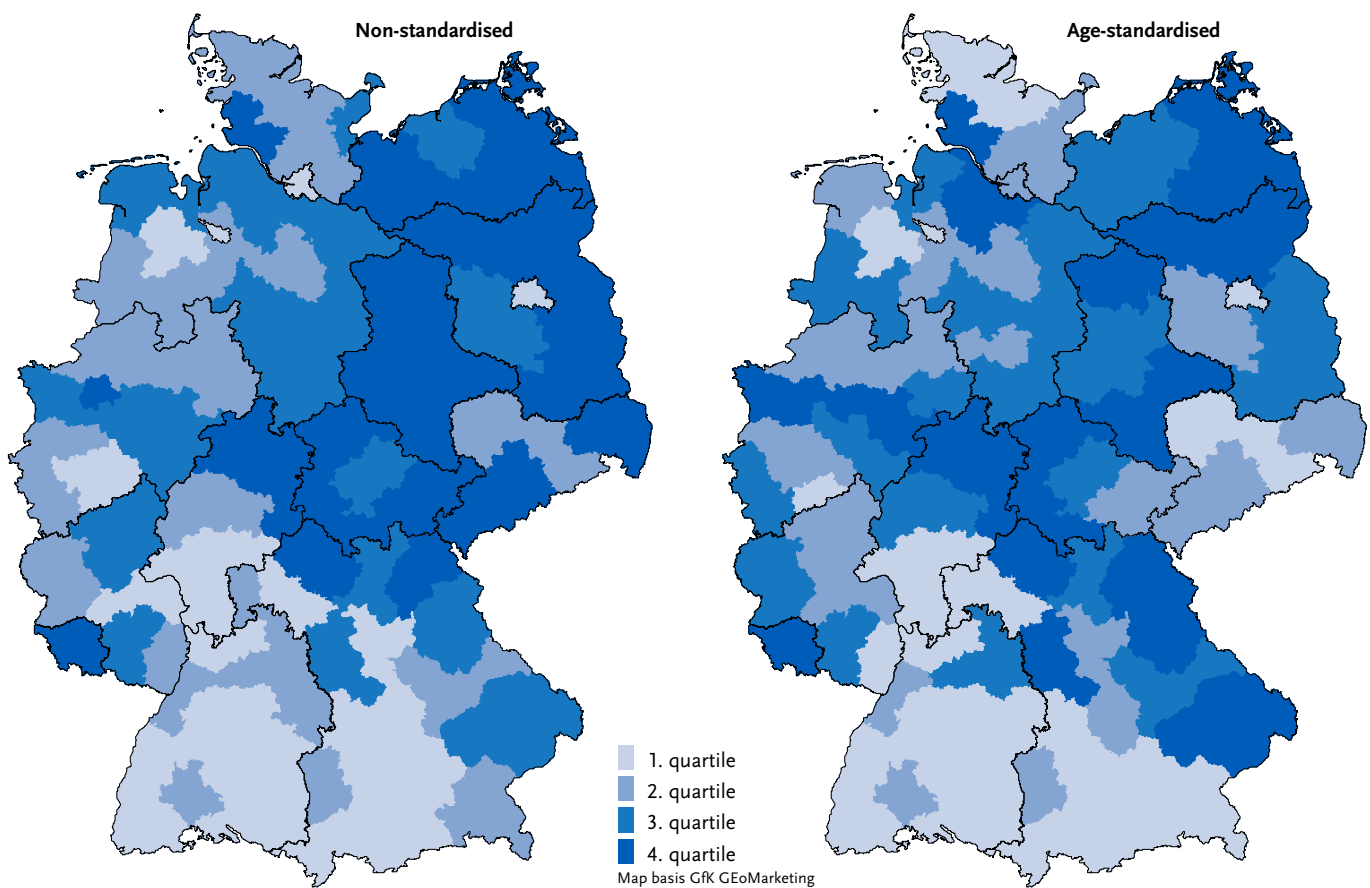 Non-standardised
Age-standardised
1. quartile
2. quartile
3. quartile
4. quartile
Map basis GfK GEoMarketing